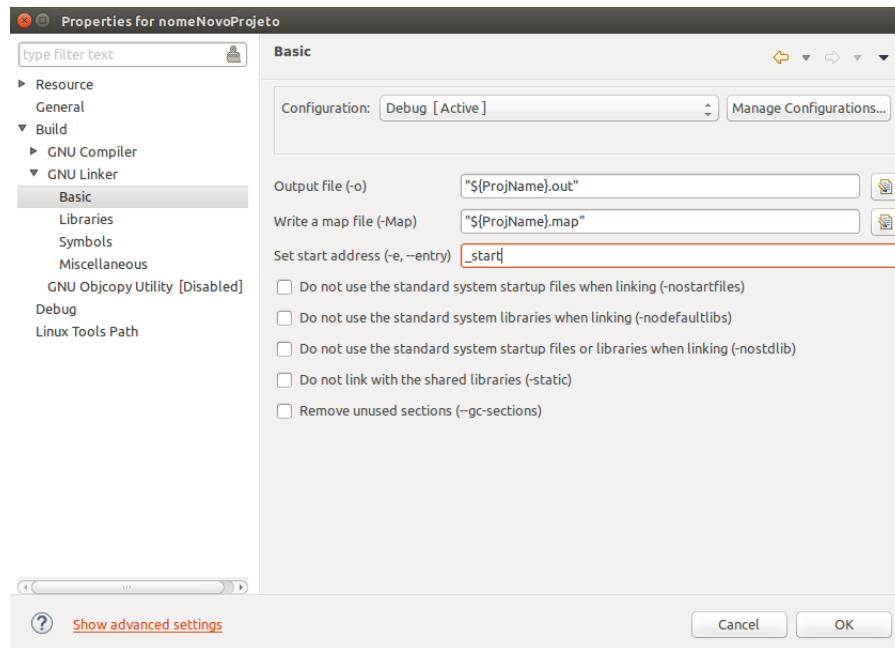 Properties for nomeNovoProjeto
type filter text
Resource
General
Build
GNU Compiler
GNU Linker
Basic
Libraries
Symbols
Miscellaneous
GNU Objcopy Utility [Disabled]
Debug
Linux Tools Path
Basic
Configuration: Debug [ Active ] Manage Configurations...
Output file (-o) "${ProjName}.out"
Write a map file (-Map) "${ProjName}.map"
Set start address (-e, --entry) _start
Do not use the standard system startup files when linking (-nostartfiles)
Do not use the standard system libraries when linking (-nodefaultlibs)
Do not use the standard system startup files or libraries when linking (-nostdlib)
Do not link with the shared libraries (-static)
Remove unused sections (--gc-sections)
? Show advanced settings Cancel OK